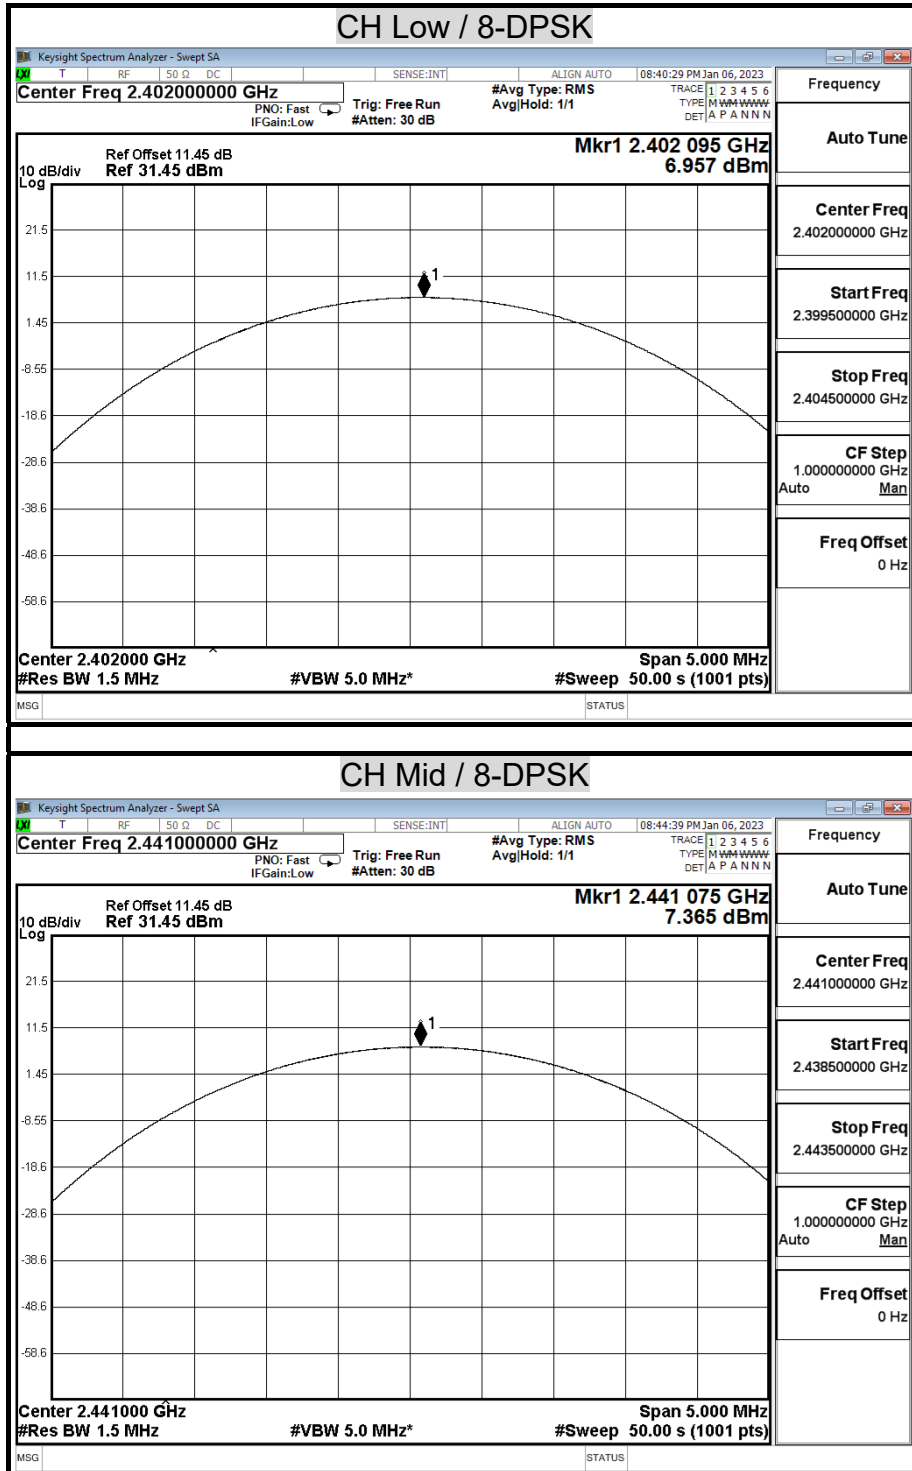 CH Low / 8-DPSK
Keysight Spectrum Analyzer - Swept SA
LXI T RF 50 Ω DC SENSE:INT ALIGN AUTO 08:40:29 PM Jan 06, 2023
Center Freq 2.402000000 GHz
PNO: Fast
IFGain:Low
Trig: Free Run
#Atten: 30 dB
#Avg Type: RMS
Avg|Hold: 1/1
TRACE 1 2 3 4 5 6
TYPE M WM WWWW
DET A P A N N N
Mkr1 2.402 095 GHz
6.957 dBm
Ref Offset 11.45 dB
10 dB/div Ref 31.45 dBm
Log
21.5
11.5
1
1.45
-8.55
-18.6
-28.6
-38.6
-48.6
-58.6
Center 2.402000 GHz Span 5.000 MHz
#Res BW 1.5 MHz #VBW 5.0 MHz* #Sweep 50.00 s (1001 pts)
MSG STATUS
Frequency
Auto Tune
Center Freq
2.402000000 GHz
Start Freq
2.399500000 GHz
Stop Freq
2.404500000 GHz
CF Step
1.000000000 GHz
Auto Man
Freq Offset
0 Hz
CH Mid / 8-DPSK
Keysight Spectrum Analyzer - Swept SA
LXI T RF 50 Ω DC SENSE:INT ALIGN AUTO 08:44:39 PM Jan 06, 2023
Center Freq 2.441000000 GHz
PNO: Fast
IFGain:Low
Trig: Free Run
#Atten: 30 dB
#Avg Type: RMS
Avg|Hold: 1/1
TRACE 1 2 3 4 5 6
TYPE M WM WWWW
DET A P A N N N
Mkr1 2.441 075 GHz
7.365 dBm
Ref Offset 11.45 dB
10 dB/div Ref 31.45 dBm
Log
21.5
11.5
1
1.45
-8.55
-18.6
-28.6
-38.6
-48.6
-58.6
Center 2.441000 GHz Span 5.000 MHz
#Res BW 1.5 MHz #VBW 5.0 MHz* #Sweep 50.00 s (1001 pts)
MSG STATUS
Frequency
Auto Tune
Center Freq
2.441000000 GHz
Start Freq
2.438500000 GHz
Stop Freq
2.443500000 GHz
CF Step
1.000000000 GHz
Auto Man
Freq Offset
0 Hz